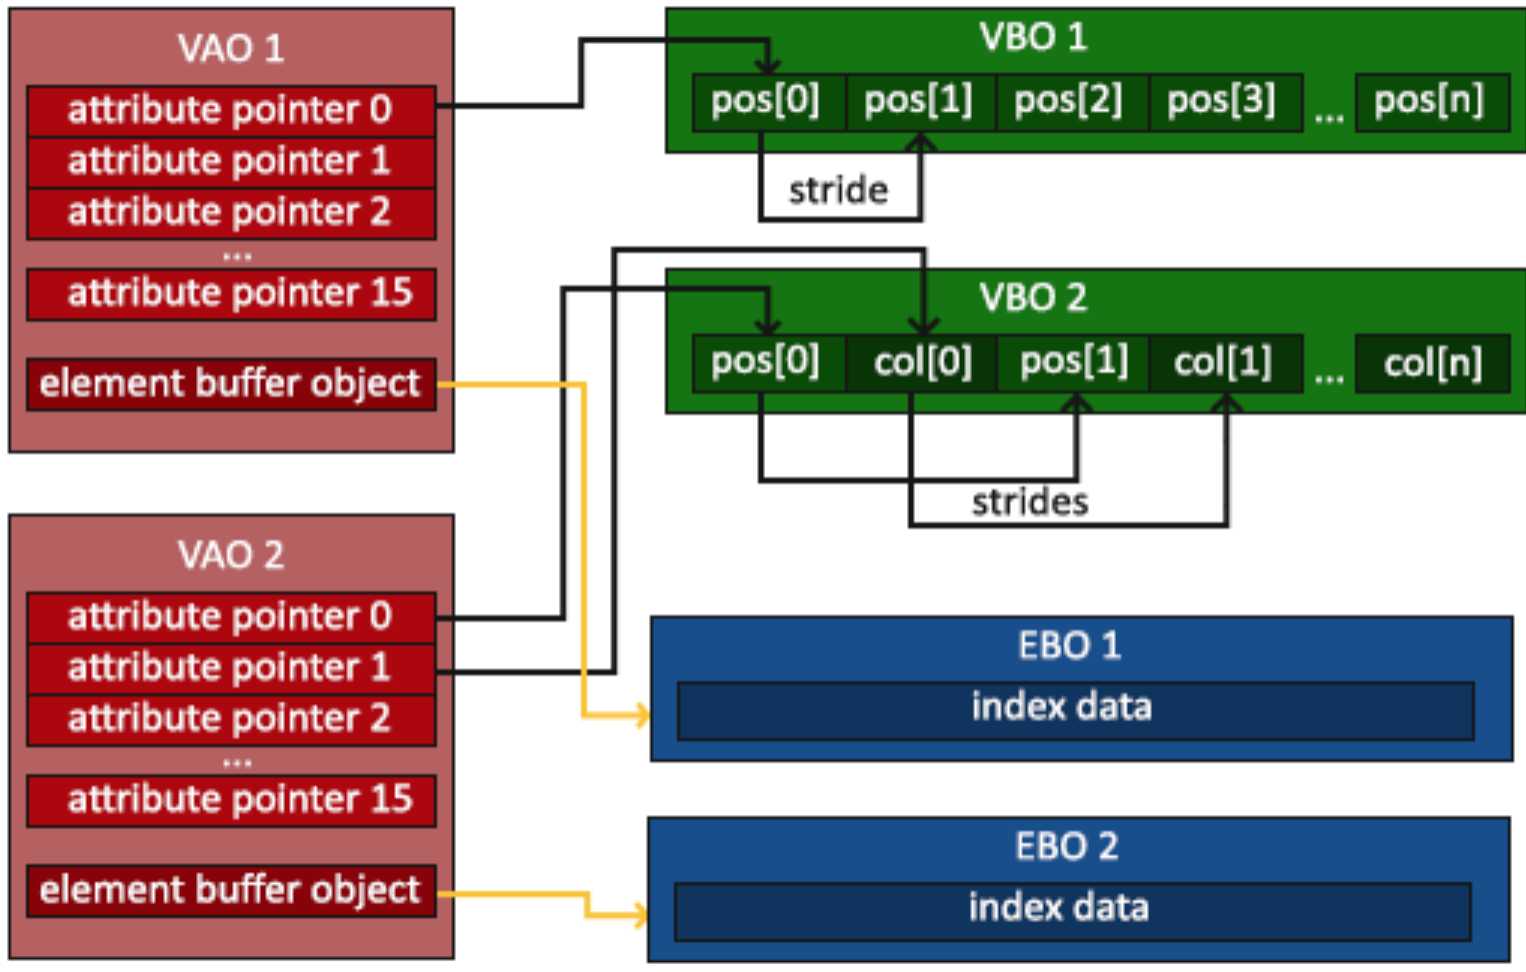 VAO 1
attribute pointer 0
attribute pointer 1
attribute pointer 2
...
attribute pointer 15
element buffer object
VBO 1
pos[0] pos[1] pos[2] pos[3] ... pos[n]
stride
VBO 2
pos[0] col[0] pos[1] col[1] ... col[n]
strides
VAO 2
attribute pointer 0
attribute pointer 1
attribute pointer 2
...
attribute pointer 15
element buffer object
EBO 1
index data
EBO 2
index data